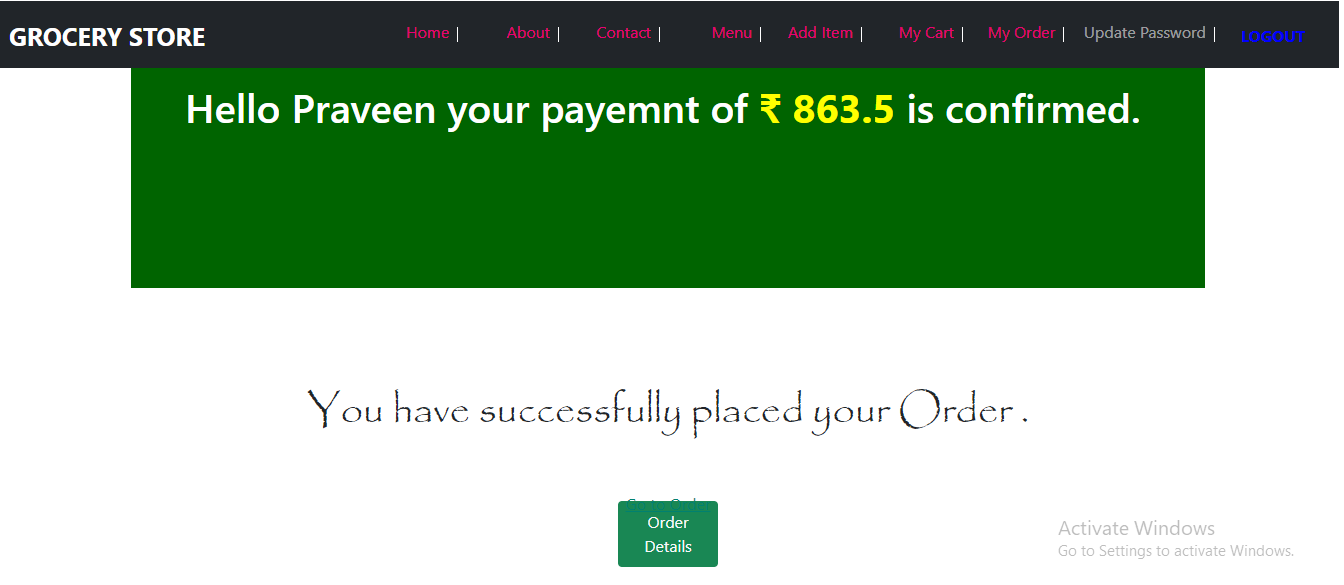 GROCERY STORE Home | About | Contact | Menu | Add Item | My Cart | My Order | Update Password | LOGOUT
Hello Praveen your payemnt of ₹ 863.5 is confirmed.
You have successfully placed your Order .
Go to Order
Order
Details
Activate Windows
Go to Settings to activate Windows.